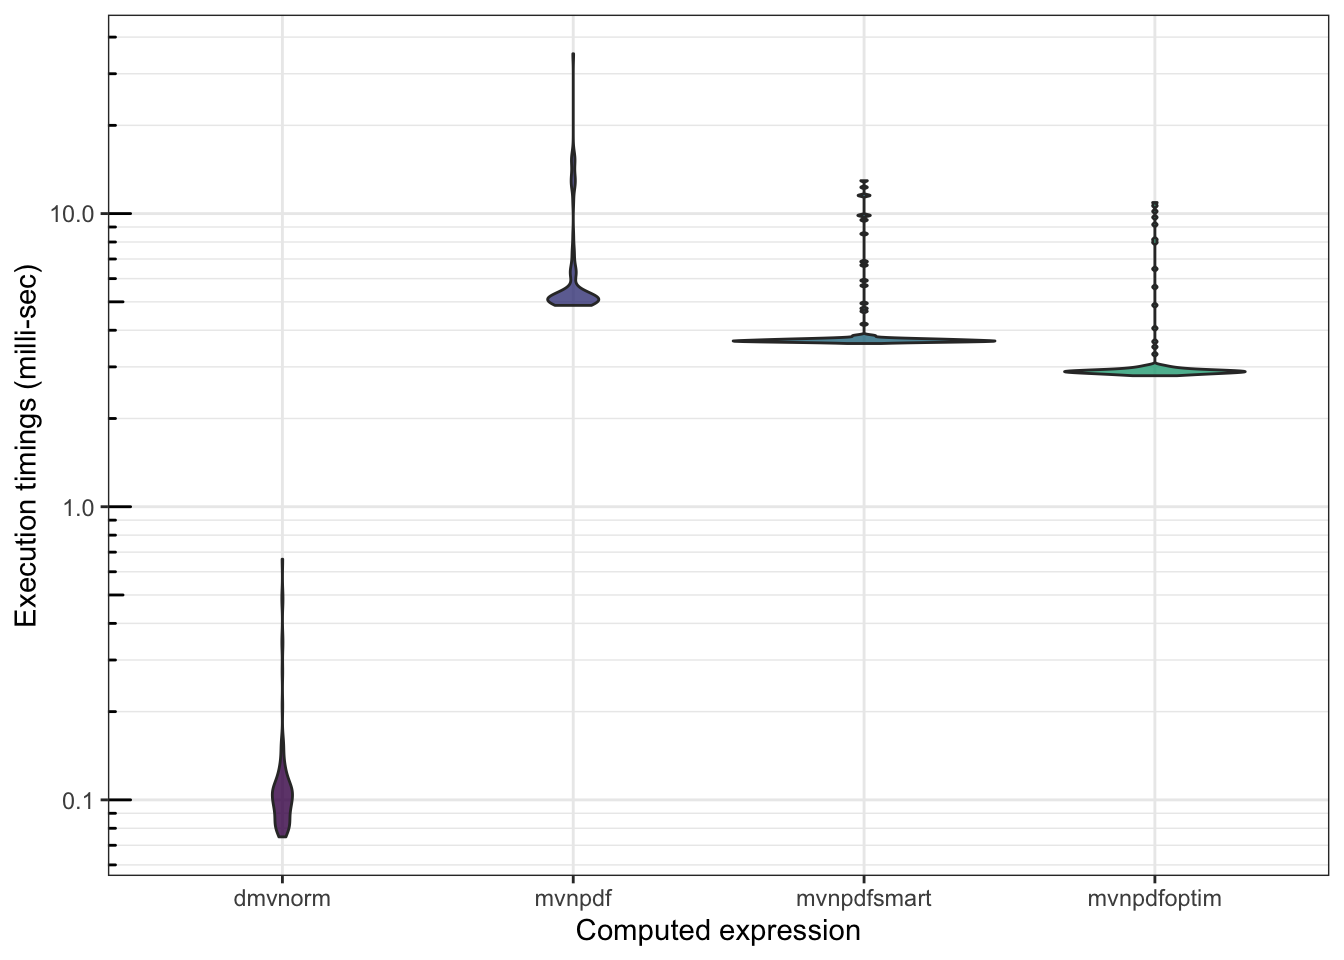 Execution timings (milli-sec)
10.0
1.0
0.1
dmvnorm mvnpdf mvnpdfsmart mvnpdfoptim
Computed expression